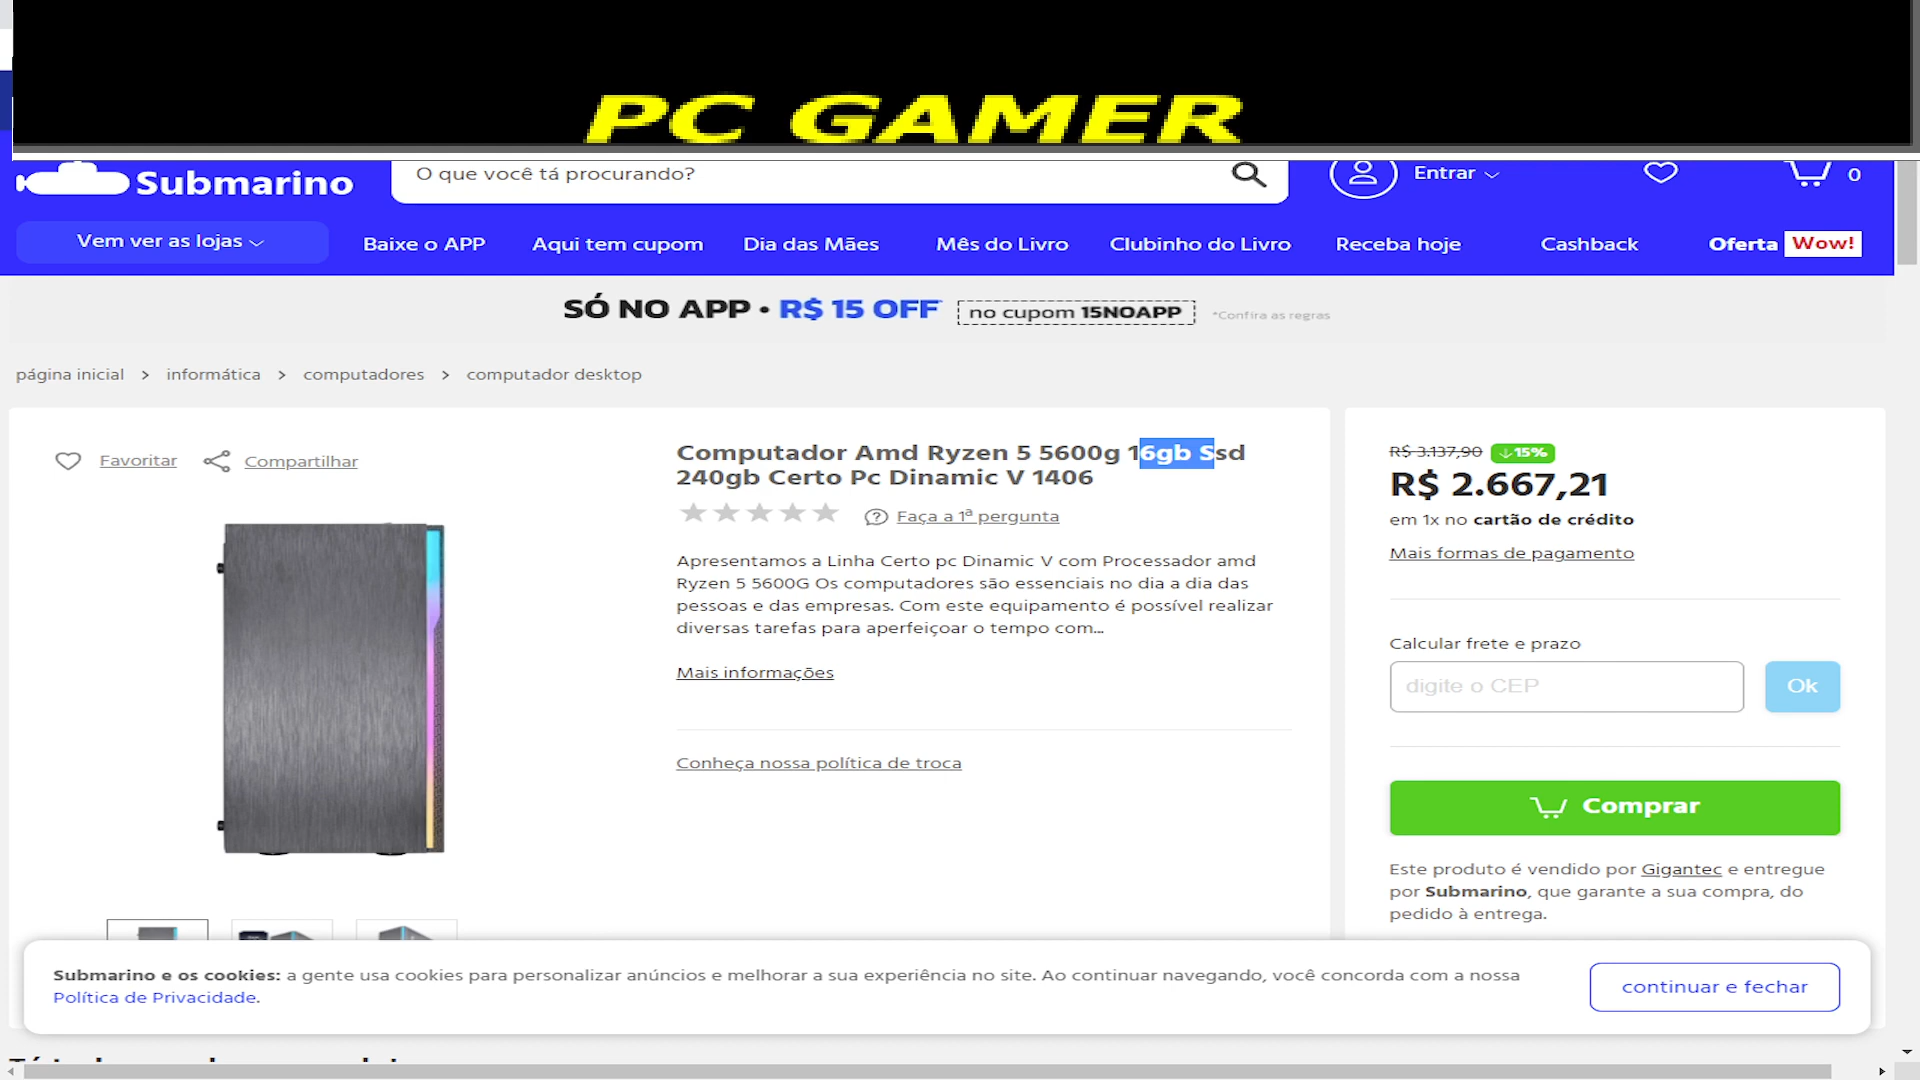 PC GAMER
Submarino
O que você tá procurando?
Entrar
0
Vem ver as lojas
Baixe o APP
Aqui tem cupom
Dia das Mães
Mês do Livro
Clubinho do Livro
Receba hoje
Cashback
Oferta Wow!
SÓ NO APP • R$ 15 OFF* no cupom 15NOAPP *Confira as regras
página inicial > informática > computadores > computador desktop
Favoritar
Compartilhar
Computador Amd Ryzen 5 5600g 16gb Ssd
240gb Certo Pc Dinamic V 1406
Faça a 1ª pergunta
Apresentamos a Linha Certo pc Dinamic V com Processador amd
Ryzen 5 5600G Os computadores são essenciais no dia a dia das
pessoas e das empresas. Com este equipamento é possível realizar
diversas tarefas para aperfeiçoar o tempo com...
Mais informações
Conheça nossa política de troca
R$ 3.137,90 ↓15%
R$ 2.667,21
em 1x no cartão de crédito
Mais formas de pagamento
Calcular frete e prazo
digite o CEP
Ok
Comprar
Este produto é vendido por Gigantec e entregue
por Submarino, que garante a sua compra, do
pedido à entrega.
Submarino e os cookies: a gente usa cookies para personalizar anúncios e melhorar a sua experiência no site. Ao continuar navegando, você concorda com a nossa
Política de Privacidade.
continuar e fechar